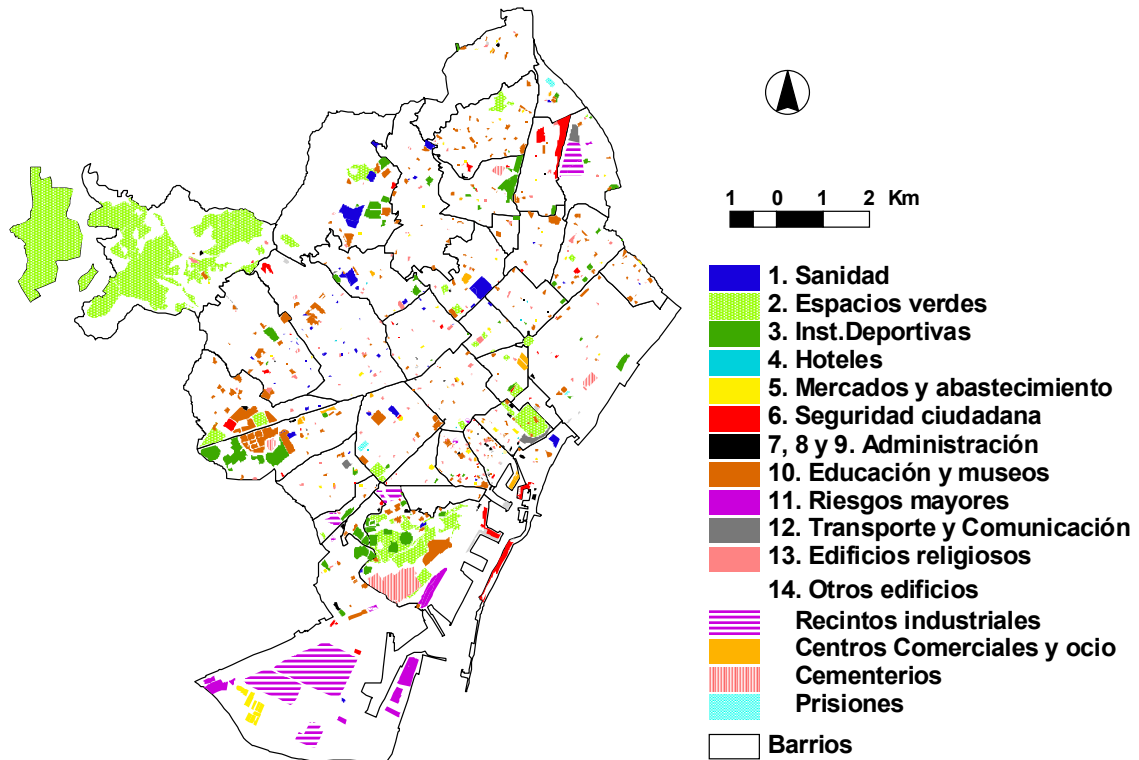 1 0 1 2 Km
1. Sanidad
2. Espacios verdes
3. Inst.Deportivas
4. Hoteles
5. Mercados y abastecimiento
6. Seguridad ciudadana
7, 8 y 9. Administración
10. Educación y museos
11. Riesgos mayores
12. Transporte y Comunicación
13. Edificios religiosos
14. Otros edificios
Recintos industriales
Centros Comerciales y ocio
Cementerios
Prisiones
Barrios